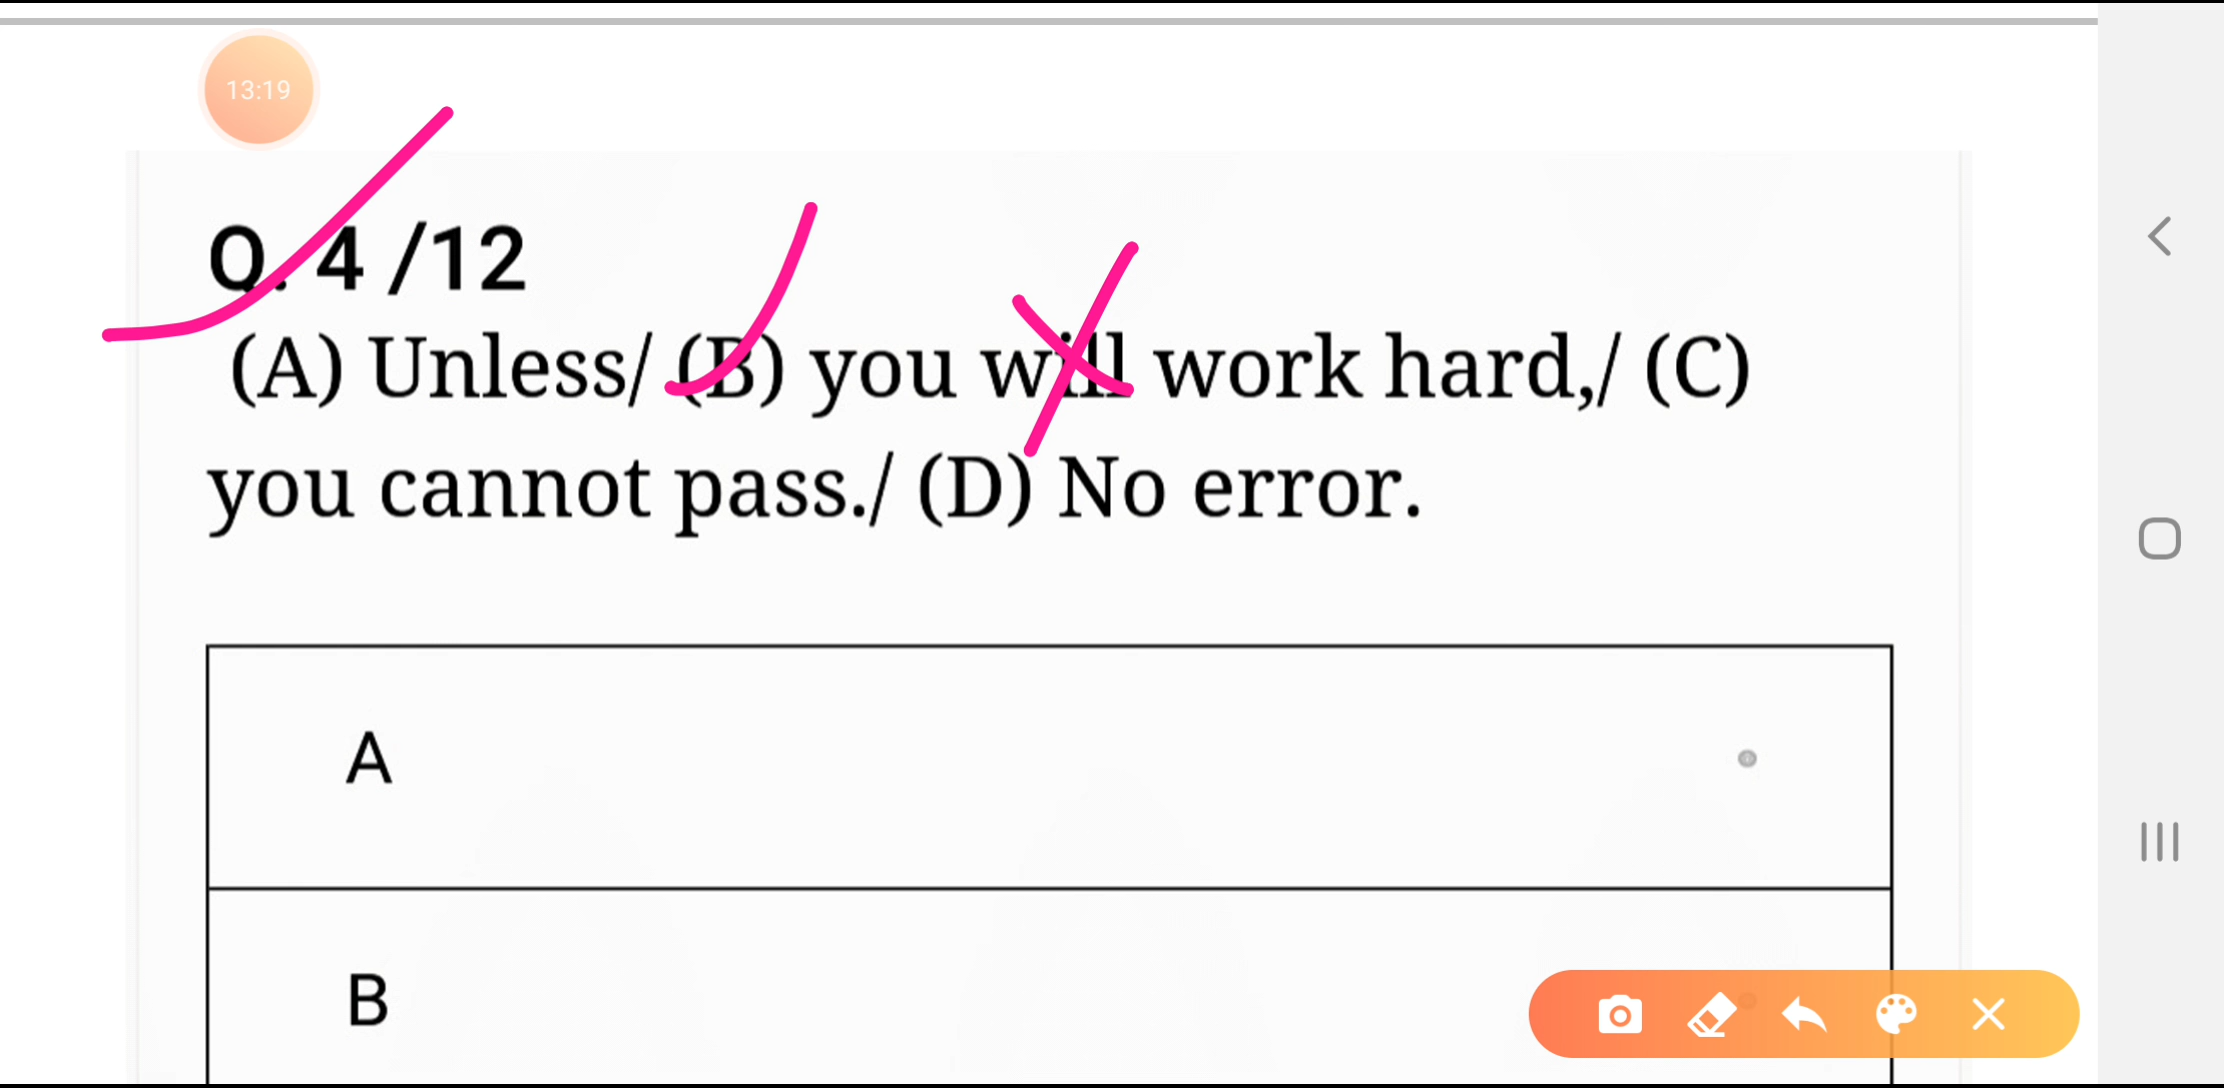 13:19
Q. 4 /12
(A) Unless/ (B) you will work hard,/ (C)
you cannot pass./ (D) No error.
A
B